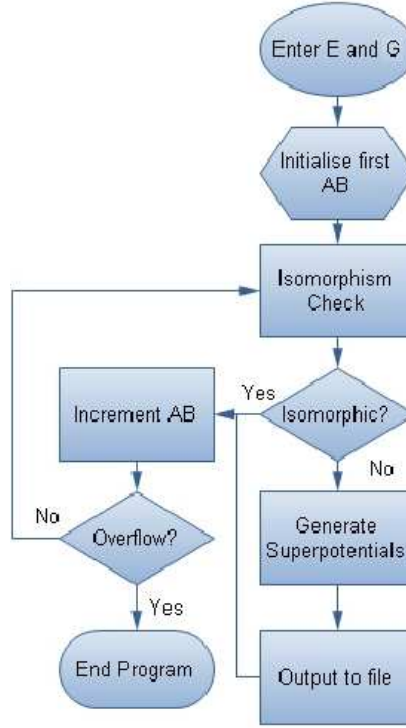 Enter E and G
Initialise first
AB
Isomorphism
Check
Yes
Increment AB
Isomorphic?
No
No
Overflow?
Generate
Superpotentials
Yes
End Program
Output to file